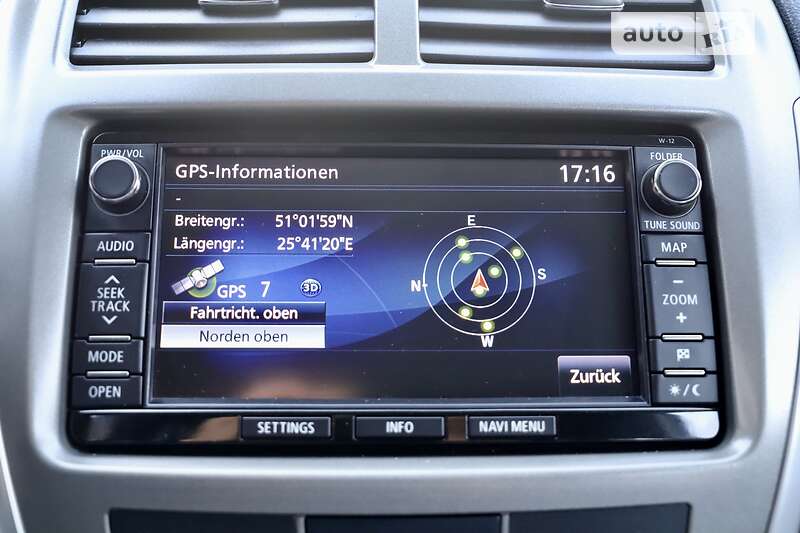 auto RIA
W-12
PWR/VOL
FOLDER
GPS-Informationen 17:16
-
TUNE SOUND
Breitengr.: 51°01'59"N
Längengr.: 25°41'20"E
E
N
S
W
GPS 7 3D
Fahrtricht. oben
Norden oben
Zurück
AUDIO
SEEK
TRACK
MODE
OPEN
MAP
ZOOM
SETTINGS INFO NAVI MENU